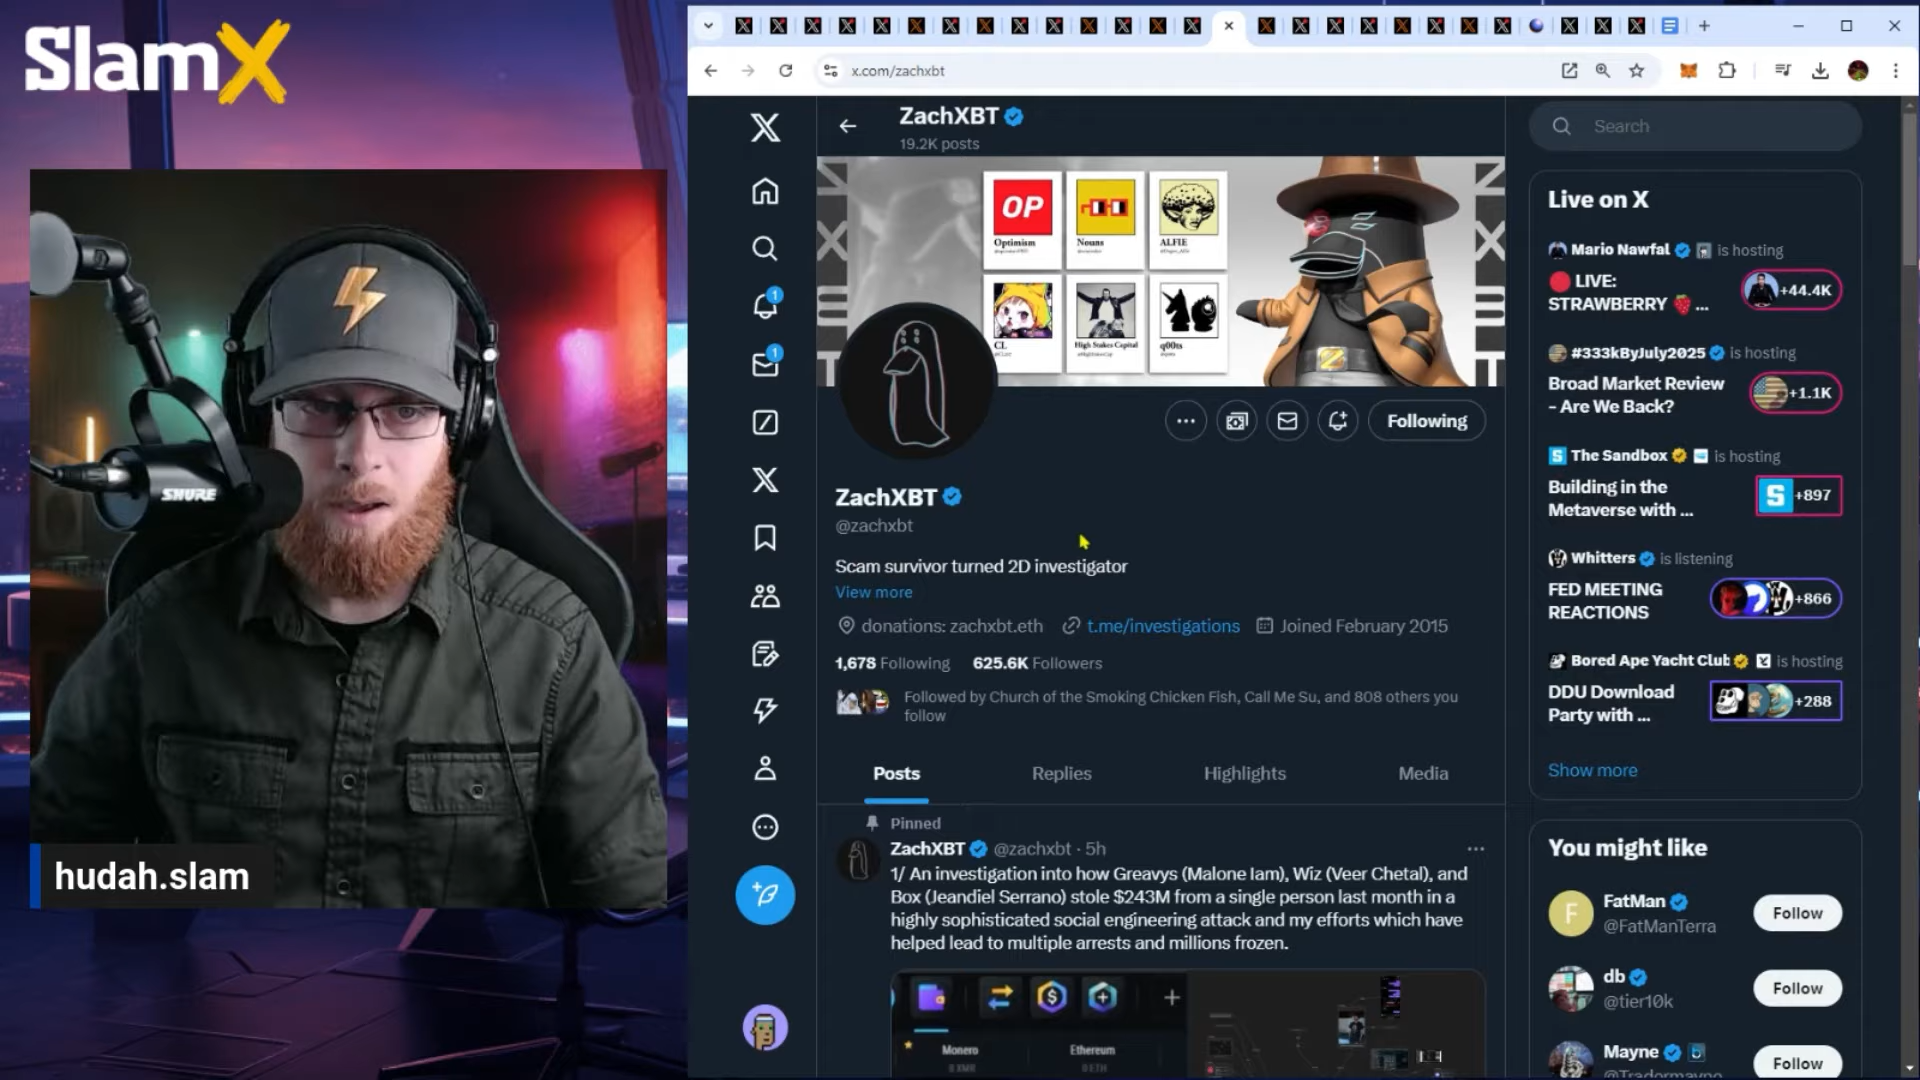 SlamX
SHURE
hudah.slam
x.com/zachxbt
ZachXBT
19.2K posts
OP
Optimism
Nouns
ALFIE
CL
High Stakes Capital
q00ts
Following
ZachXBT
@zachxbt
Scam survivor turned 2D investigator
View more
donations: zachxbt.eth
t.me/investigations
Joined February 2015
1,678 Following 625.6K Followers
Followed by Church of the Smoking Chicken Fish, Call Me Su, and 808 others you
follow
Posts Replies Highlights Media
Pinned
ZachXBT @zachxbt · 5h
1/ An investigation into how Greavys (Malone Iam), Wiz (Veer Chetal), and
Box (Jeandiel Serrano) stole $243M from a single person last month in a
highly sophisticated social engineering attack and my efforts which have
helped lead to multiple arrests and millions frozen.
Monero Ethereum
0 XMR 0 ETH
1
1
Search
Live on X
Mario Nawfal is hosting
LIVE:
STRAWBERRY 🍓 ...
+44.4K
#333kByJuly2025 is hosting
Broad Market Review
- Are We Back?
+1.1K
The Sandbox is hosting
Building in the
Metaverse with ...
S +897
Whitters is listening
FED MEETING
REACTIONS
+866
Bored Ape Yacht Club is hosting
DDU Download
Party with ...
+288
Show more
You might like
F
FatMan
@FatManTerra
Follow
db
@tier10k
Follow
Mayne
@Tradermayne
Follow